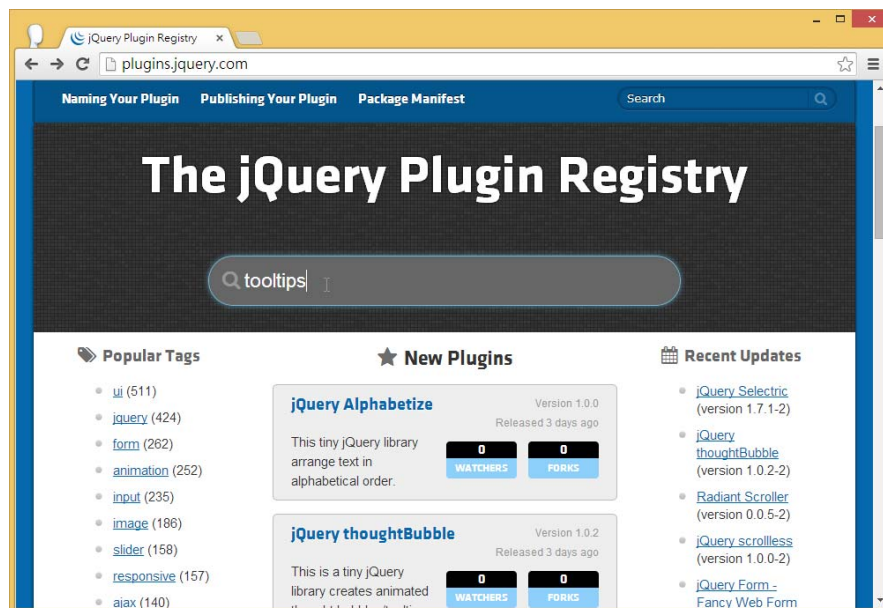 jQuery Plugin Registry
plugins.jquery.com
Naming Your Plugin Publishing Your Plugin Package Manifest Search
The jQuery Plugin Registry
tooltips
Popular Tags
ui (511)
jquery (424)
form (262)
animation (252)
input (235)
image (186)
slider (158)
responsive (157)
ajax (140)
New Plugins
jQuery Alphabetize
Version 1.0.0
Released 3 days ago
This tiny jQuery library
arrange text in
alphabetical order.
0 WATCHERS
0 FORKS
jQuery thoughtBubble
Version 1.0.2
Released 3 days ago
This is a tiny jQuery
library creates animated
0 WATCHERS
0 FORKS
Recent Updates
jQuery Selectric
(version 1.7.1-2)
jQuery
thoughtBubble
(version 1.0.2-2)
Radiant Scroller
(version 0.0.5-2)
jQuery scrollless
(version 1.0.0-2)
jQuery Form -
Fancy Web Form